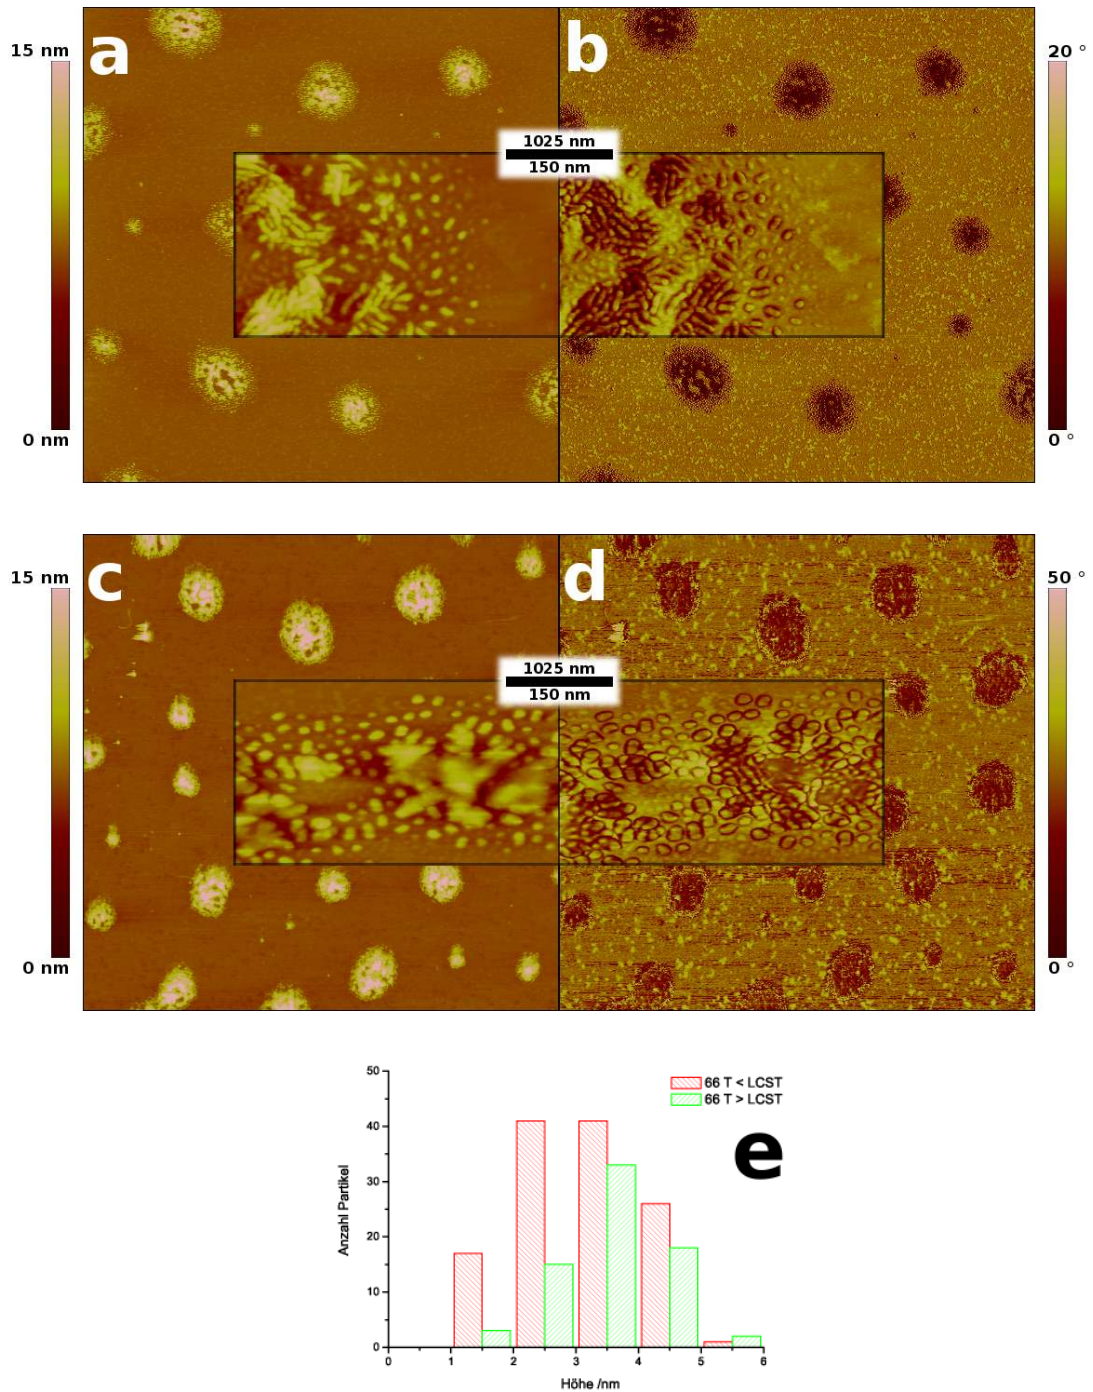 a
b
15 nm
20 °
1025 nm
150 nm
0 nm
0 °
c
d
15 nm
50 °
1025 nm
150 nm
0 nm
0 °
50
40
30
20
10
0
Anzahl Partikel
66 T < LCST
66 T > LCST
e
0 1 2 3 4 5 6
Höhe /nm